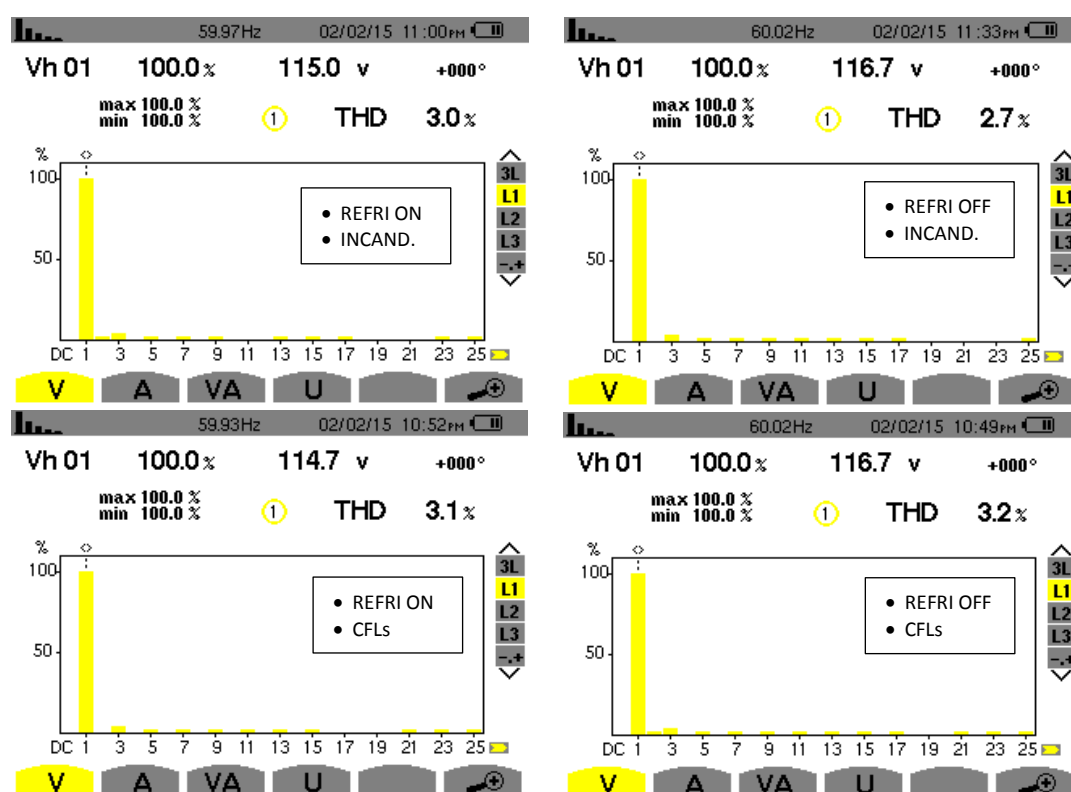 59.97Hz 02/02/15 11:00PM
Vh 01 100.0 % 115.0 v +000°
max 100.0 %
min 100.0 %
1 THD 3.0 %
%
100
50
• REFRI ON
• INCAND.
3L
L1
L2
L3
-.+
DC 1 3 5 7 9 11 13 15 17 19 21 23 25
V A VA U
60.02Hz 02/02/15 11:33PM
Vh 01 100.0 % 116.7 v +000°
max 100.0 %
min 100.0 %
1 THD 2.7 %
%
100
50
• REFRI OFF
• INCAND.
3L
L1
L2
L3
DC 1 3 5 7 9 11 13 15 17 19 21 23 25
V A VA U
59.93Hz 02/02/15 10:52PM
Vh 01 100.0 % 114.7 v +000°
max 100.0 %
min 100.0 %
1 THD 3.1 %
%
100
50
• REFRI ON
• CFLs
3L
L1
L2
L3
-.+
DC 1 3 5 7 9 11 13 15 17 19 21 23 25
V A VA U
60.02Hz 02/02/15 10:49PM
Vh 01 100.0 % 116.7 v +000°
max 100.0 %
min 100.0 %
1 THD 3.2 %
%
100
50
• REFRI OFF
• CFLs
3L
L1
L2
L3
DC 1 3 5 7 9 11 13 15 17 19 21 23 25
V A VA U